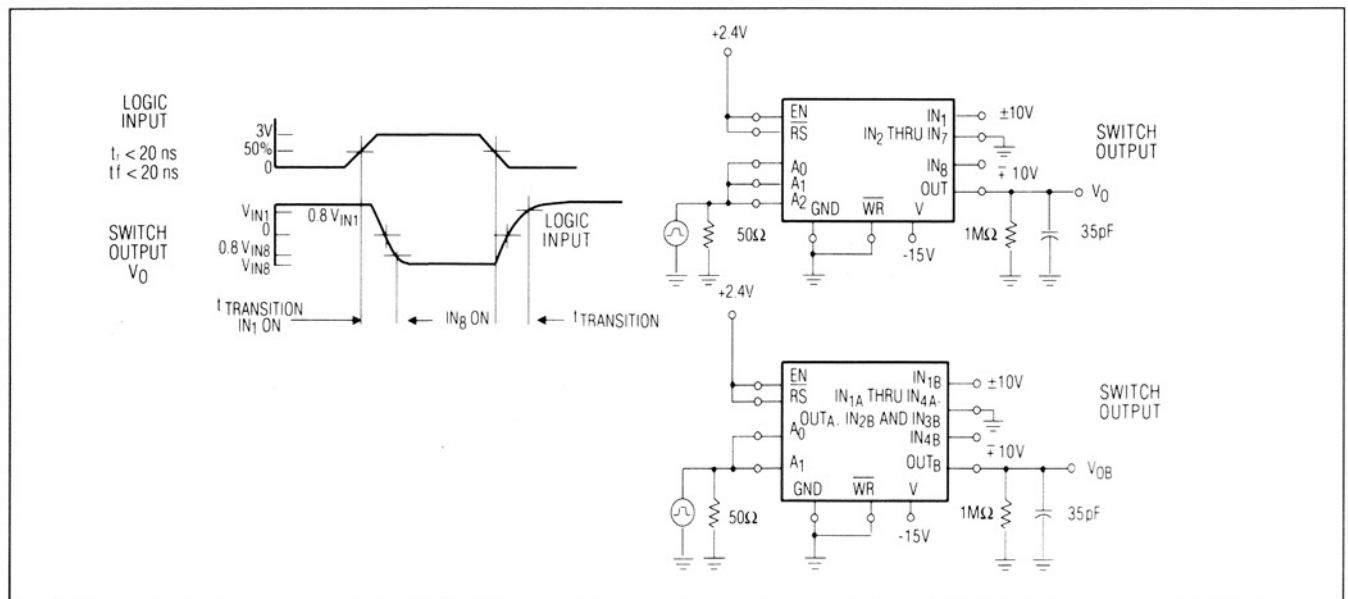 LOGIC
INPUT
tr < 20 ns
tf < 20 ns
3V
50%
0
SWITCH
OUTPUT
VO
VIN1
0
0.8 VIN8
VIN8
0.8 VIN1
LOGIC
INPUT
t TRANSITION
IN1 ON
IN8 ON
t TRANSITION
+2.4V
EN
RS
A0
A1
A2
GND
WR
V
IN1
IN2 THRU IN7
IN8
OUT
±10V
∓ 10V
SWITCH
OUTPUT
VO
50Ω
-15V
1MΩ
35pF
+2.4V
EN
RS
A0
A1
GND
WR
V
IN1B
IN1A THRU IN4A.
OUTA. IN2B AND IN3B
IN4B
OUTB
±10V
∓10V
SWITCH
OUTPUT
VOB
50Ω
-15V
1MΩ
35pF